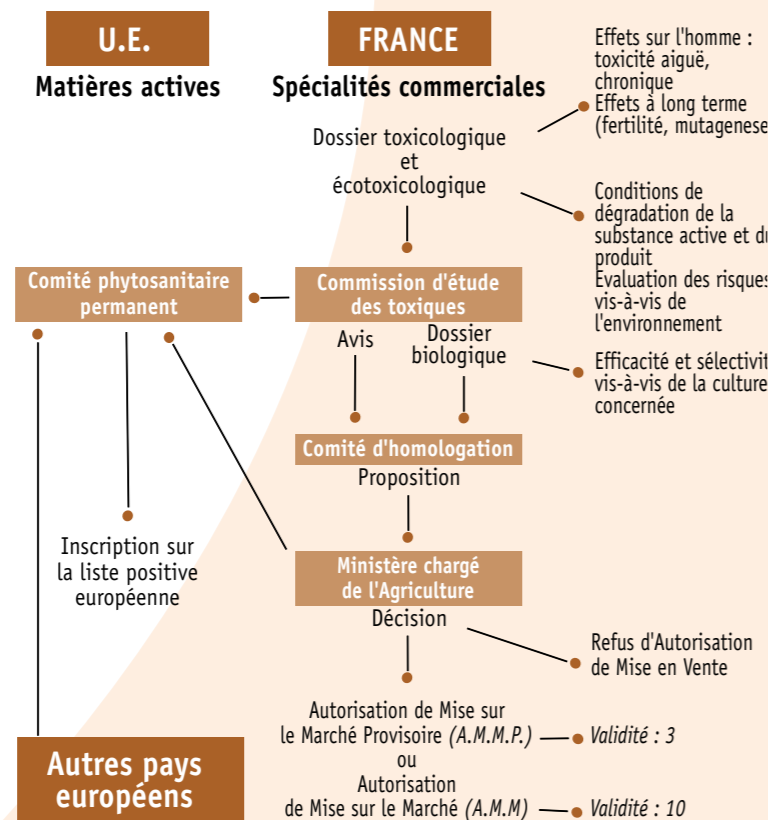 U.E.
Matières actives
FRANCE
Spécialités commerciales
Effets sur l'homme :
toxicité aiguë,
chronique
Effets à long terme
(fertilité, mutagenese
Dossier toxicologique
et
écotoxicologique
Conditions de
dégradation de la
substance active et du
produit
Evaluation des risques
vis-à-vis de
l'environnement
Comité phytosanitaire
permanent
Commission d'étude
des toxiques
Avis
Dossier
biologique
Efficacité et sélectivit
vis-à-vis de la culture
concernée
Comité d'homologation
Proposition
Inscription sur
la liste positive
européenne
Ministère chargé
de l'Agriculture
Décision
Refus d'Autorisation
de Mise en Vente
Autorisation de Mise sur
le Marché Provisoire (A.M.M.P.)
Validité : 3
ou
Autorisation
de Mise sur le Marché (A.M.M)
Validité : 10
Autres pays
européens